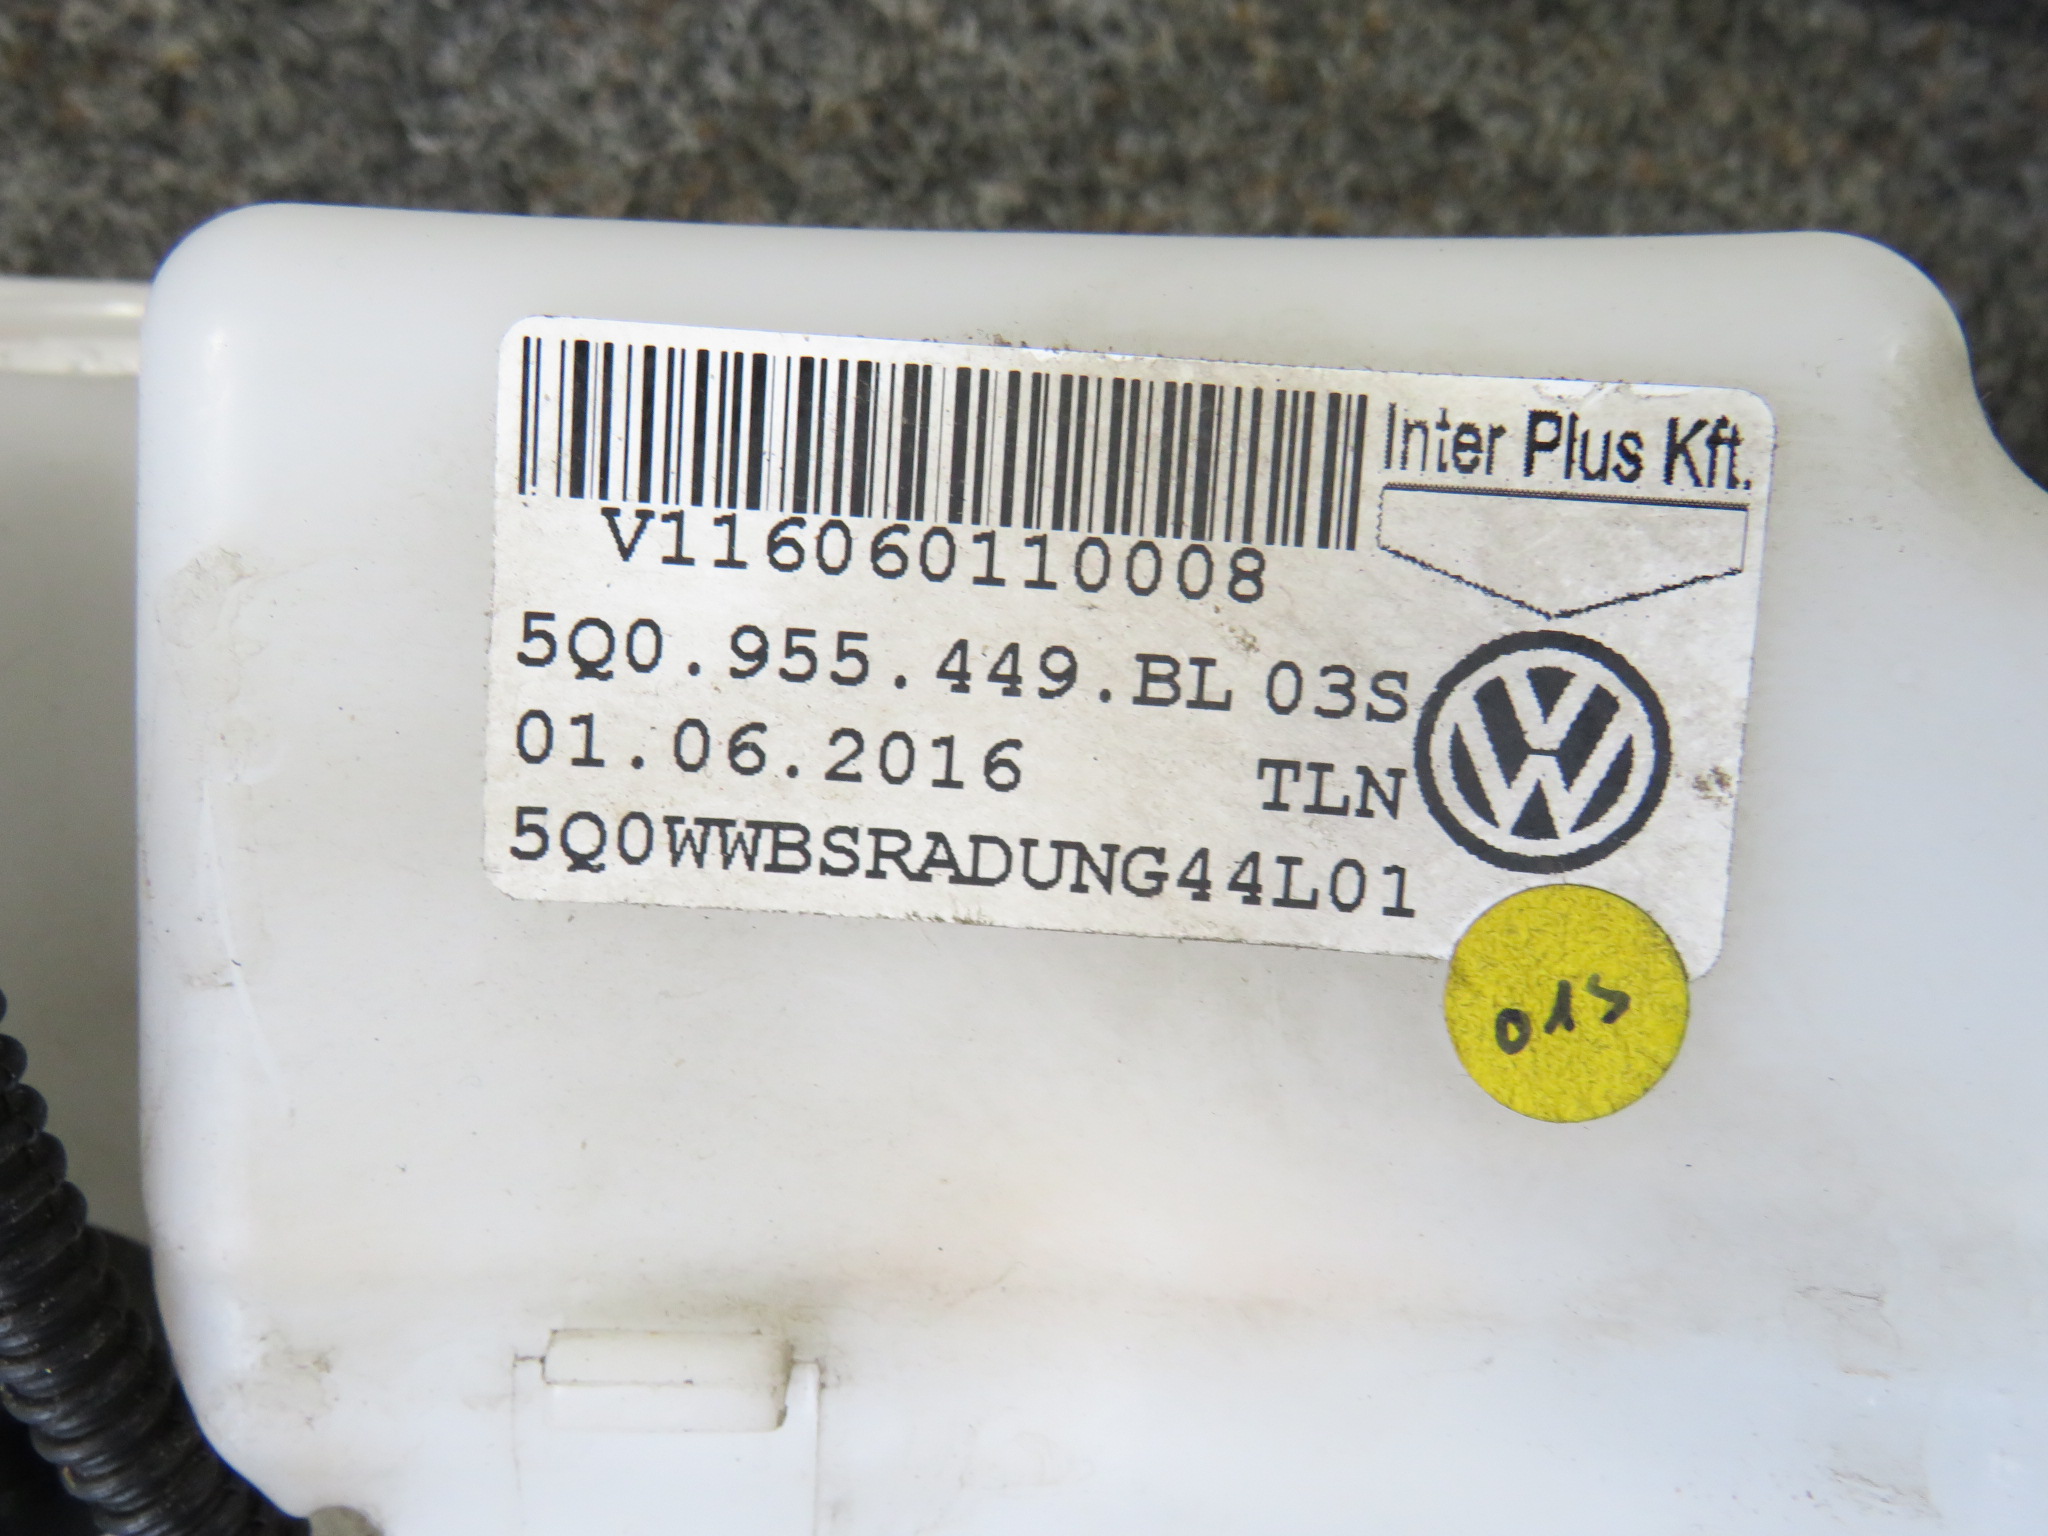 Inter Plus Kft.
V116060110008
5Q0.955.449.BL 03S
01.06.2016 TLN
5Q0WWBSRADUNG44L01